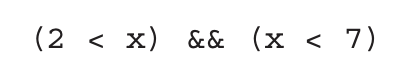 (2 < x) && (x < 7)